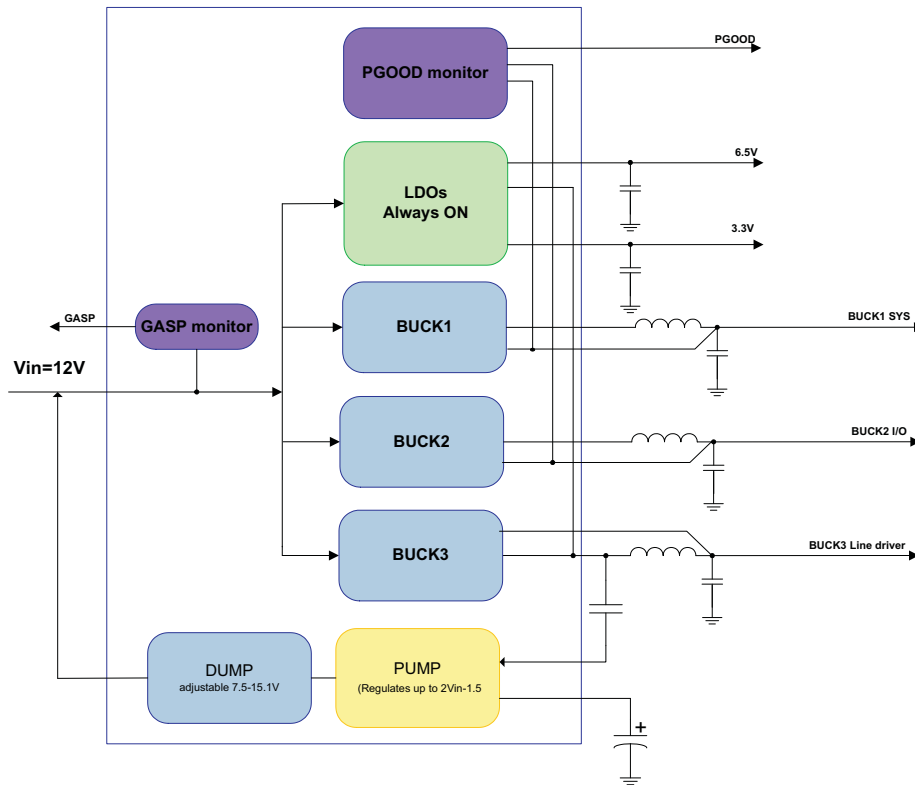 PGOOD
PGOOD monitor
6.5V
LDOs
Always ON
3.3V
GASP
GASP monitor
BUCK1
BUCK1 SYS
Vin=12V
BUCK2
BUCK2 I/O
BUCK3
BUCK3 Line driver
DUMP
adjustable 7.5-15.1V
PUMP
(Regulates up to 2Vin-1.5
+